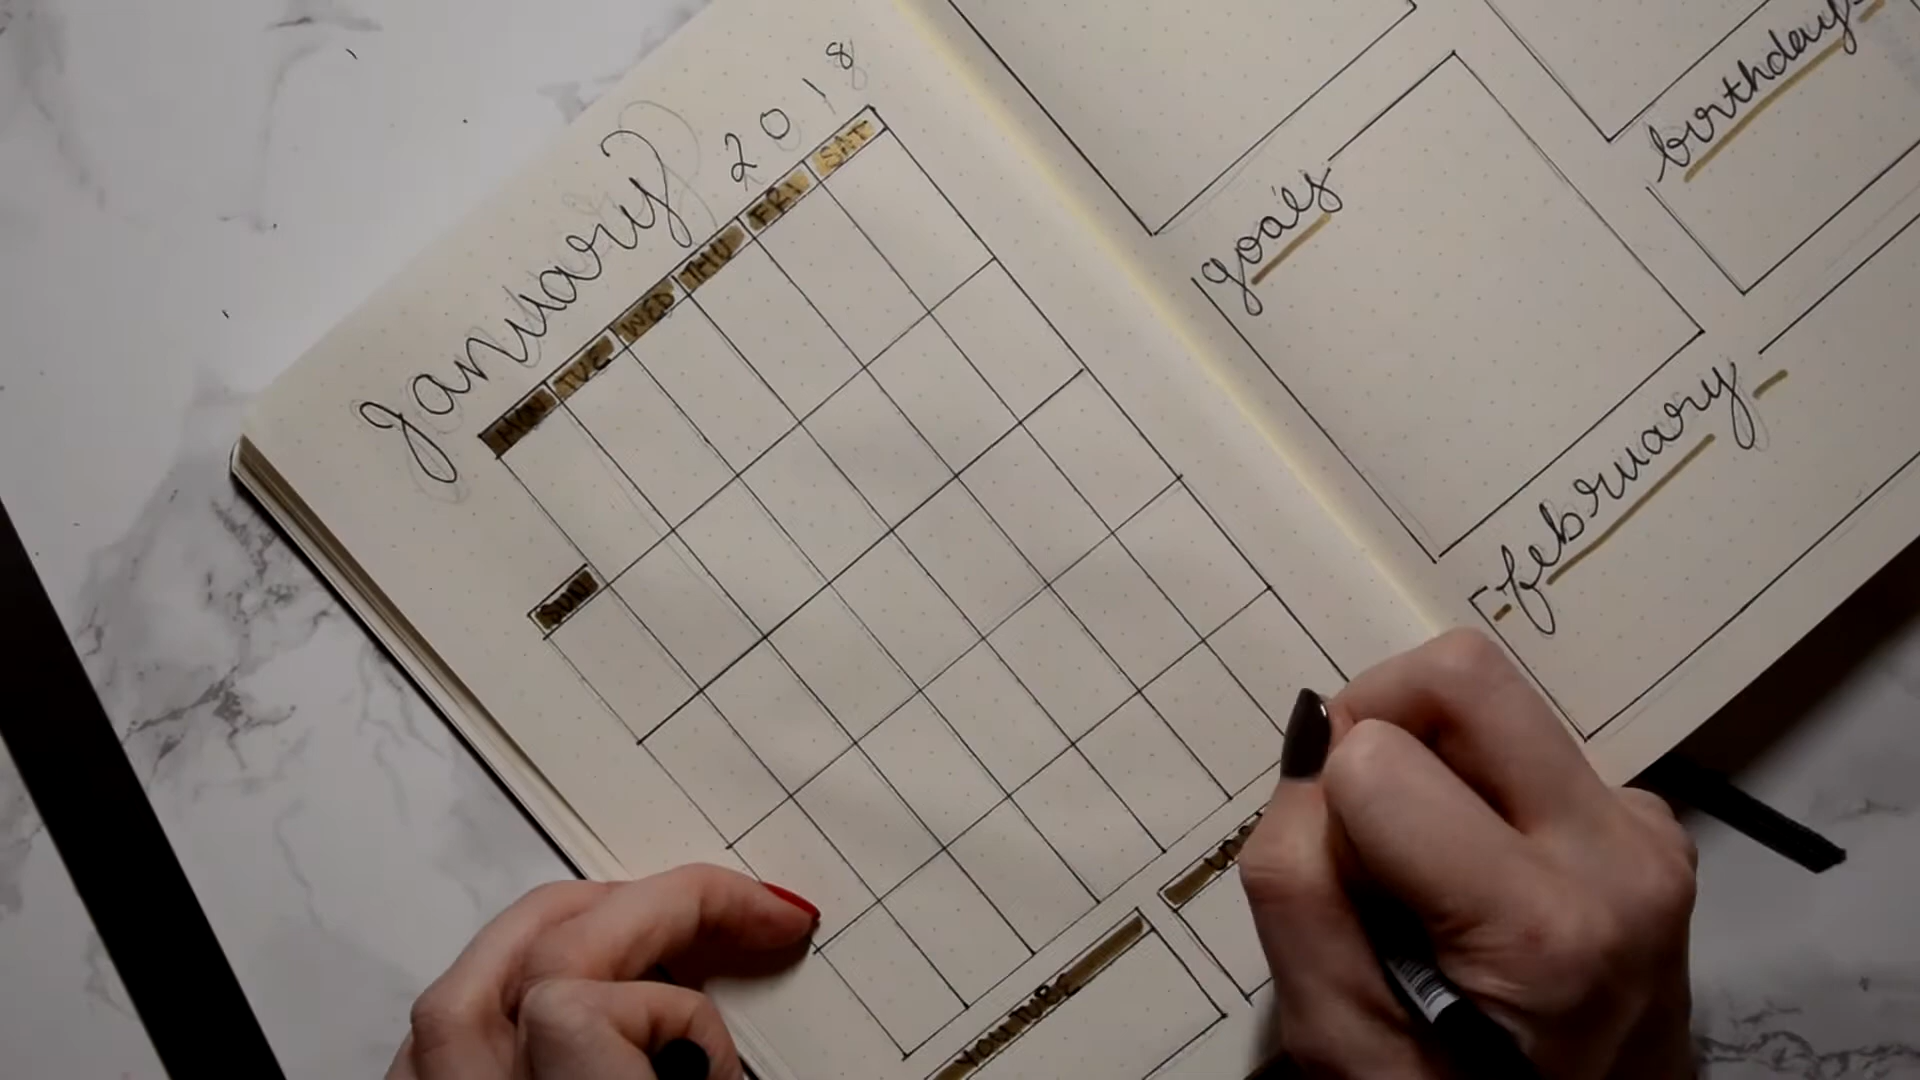 january
2018
MON TUE WED THU FRI SAT
SUN
YOUTUBE
birthdays
goals
february